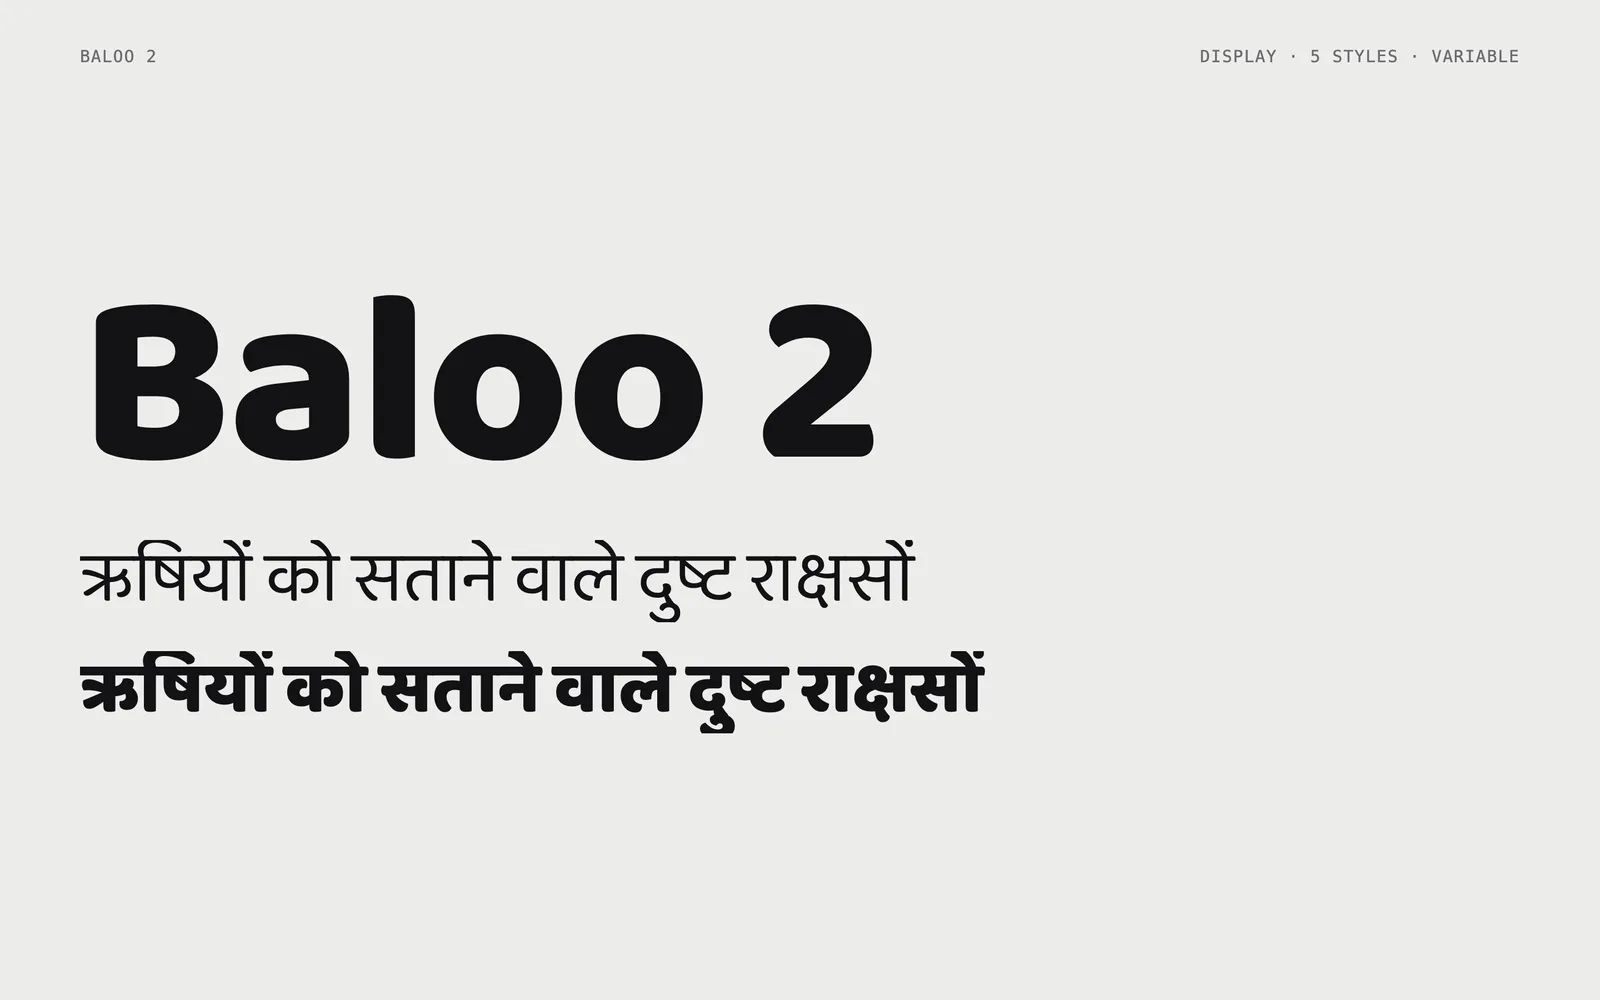 BALOO 2
DISPLAY · 5 STYLES · VARIABLE
Baloo 2
ऋषियों को सताने वाले दुष्ट राक्षसों
ऋषियों को सताने वाले दुष्ट राक्षसों